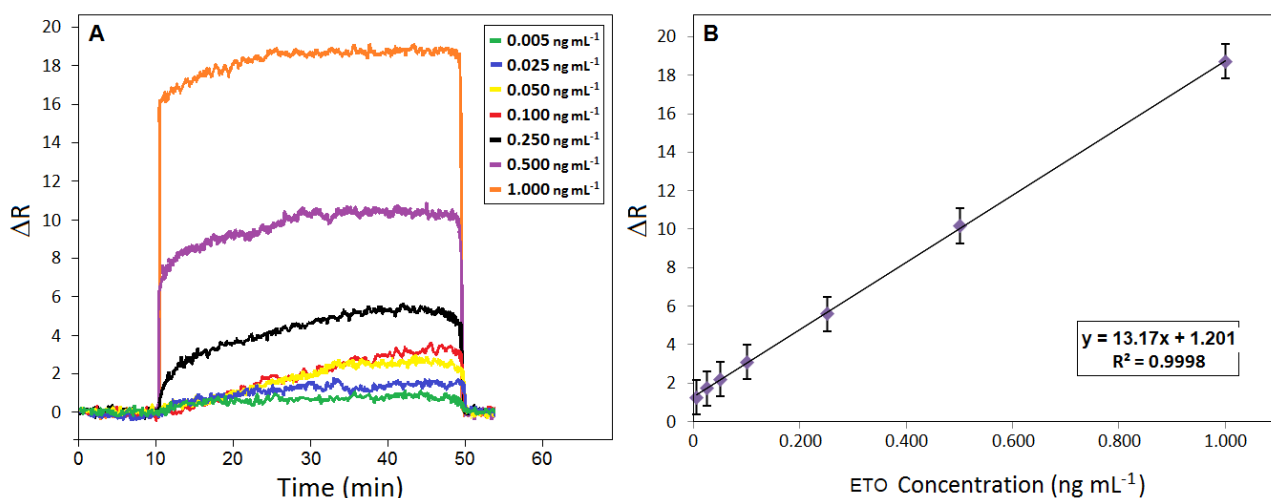 A
ΔR
20
18
16
14
12
10
8
6
4
2
0
0 10 20 30 40 50 60
Time (min)
0.005 ng mL⁻¹
0.025 ng mL⁻¹
0.050 ng mL⁻¹
0.100 ng mL⁻¹
0.250 ng mL⁻¹
0.500 ng mL⁻¹
1.000 ng mL⁻¹
B
ΔR
20
18
16
14
12
10
8
6
4
2
0
0 0.200 0.400 0.600 0.800 1.000
ETO Concentration (ng mL⁻¹)
y = 13.17x + 1.201
R² = 0.9998